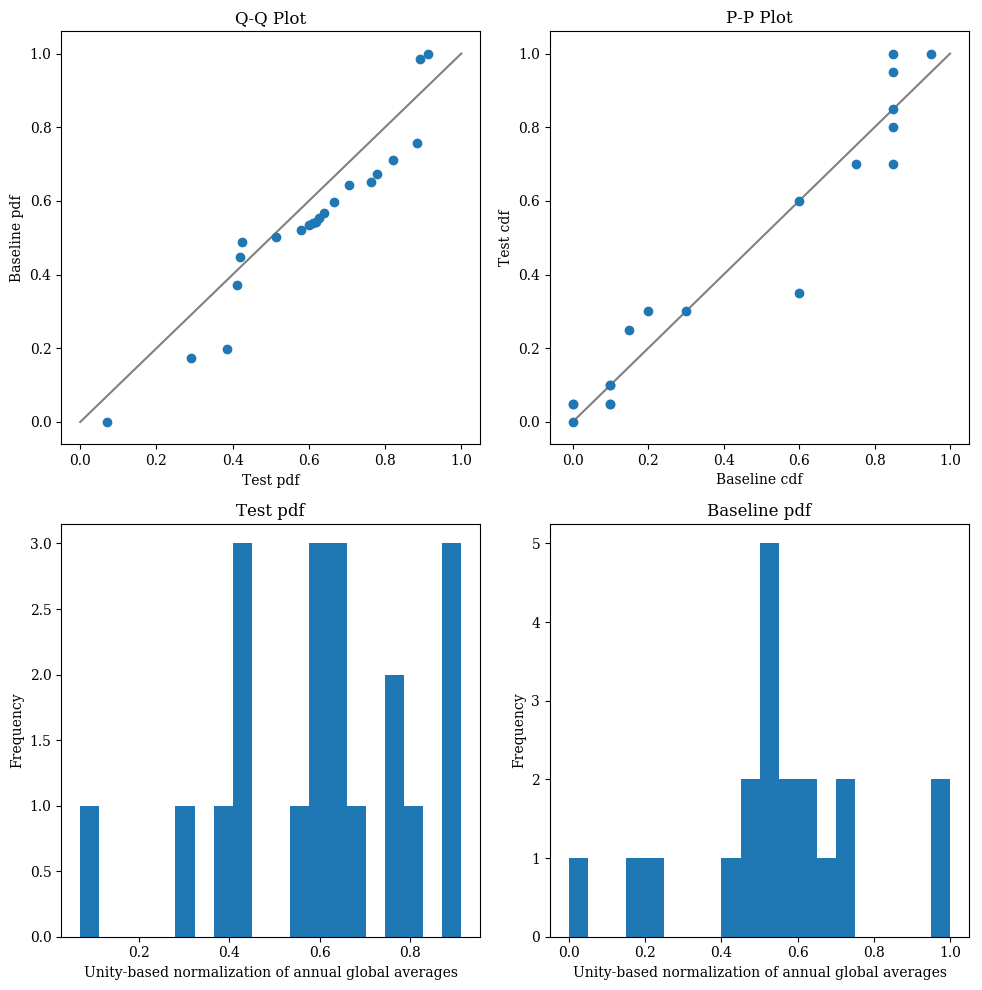 Q-Q Plot
1.0
0.8
0.6
0.4
0.2
0.0
Baseline pdf
0.0 0.2 0.4 0.6 0.8 1.0
Test pdf
P-P Plot
1.0
0.8
0.6
0.4
0.2
0.0
Test cdf
0.0 0.2 0.4 0.6 0.8 1.0
Baseline cdf
Test pdf
3.0
2.5
2.0
1.5
1.0
0.5
0.0
Frequency
0.2 0.4 0.6 0.8
Unity-based normalization of annual global averages
Baseline pdf
5
4
3
2
1
0
Frequency
0.0 0.2 0.4 0.6 0.8 1.0
Unity-based normalization of annual global averages